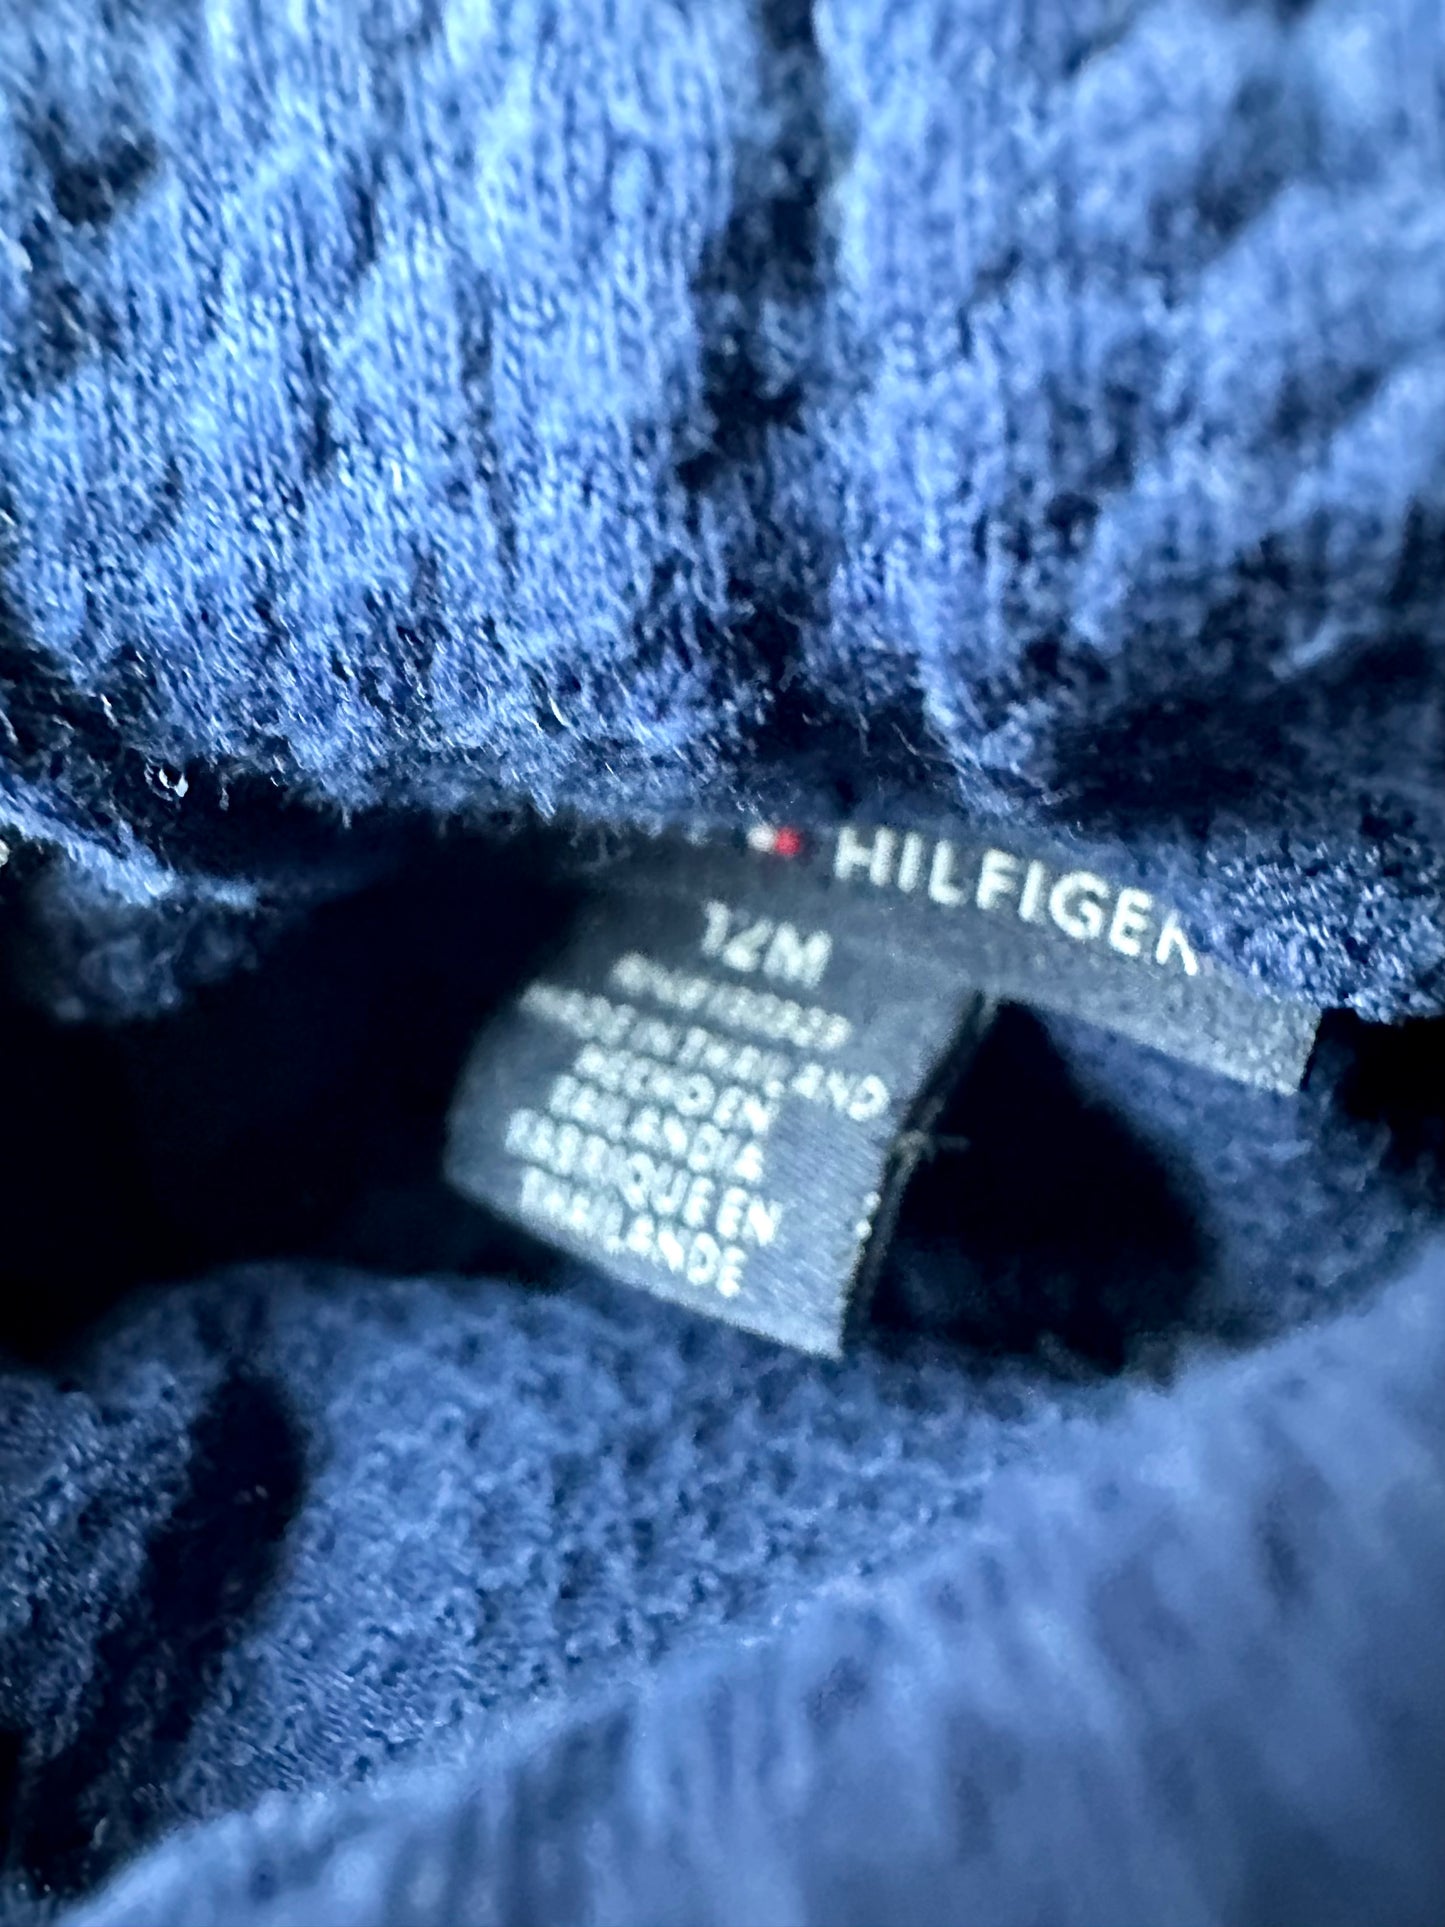 HILFIGER
12M
MADE IN THAILAND
HECHO EN
TAILANDIA
FABRIQUE EN
THAILANDE